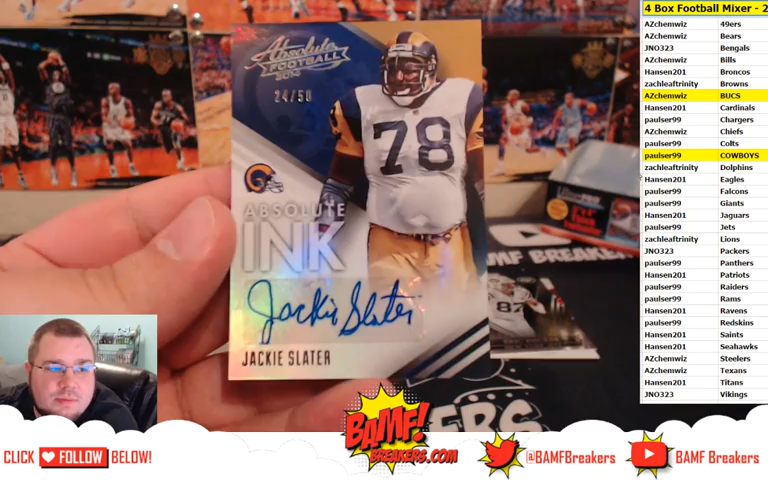 Absolute
FOOTBALL
2014
24/50
78
ABSOLUTE
INK
Jackie Slater
JACKIE SLATER
87
4 Box Football Mixer - 2
AZchemwiz 49ers
AZchemwiz Bears
JNO323 Bengals
AZchemwiz Bills
Hansen201 Broncos
zachleaftrinity Browns
AZchemwiz BUCS
Hansen201 Cardinals
paulser99 Chargers
AZchemwiz Chiefs
paulser99 Colts
paulser99 COWBOYS
zachleaftrinity Dolphins
Hansen201 Eagles
paulser99 Falcons
paulser99 Giants
Hansen201 Jaguars
paulser99 Jets
zachleaftrinity Lions
JNO323 Packers
paulser99 Panthers
Hansen201 Patriots
paulser99 Raiders
paulser99 Rams
Hansen201 Ravens
paulser99 Redskins
Hansen201 Saints
Hansen201 Seahawks
AZchemwiz Steelers
AZchemwiz Texans
Hansen201 Titans
JNO323 Vikings
CLICK FOLLOW BELOW!
BAMF!
BREAKERS.COM
@BAMFBreakers
BAMF Breakers